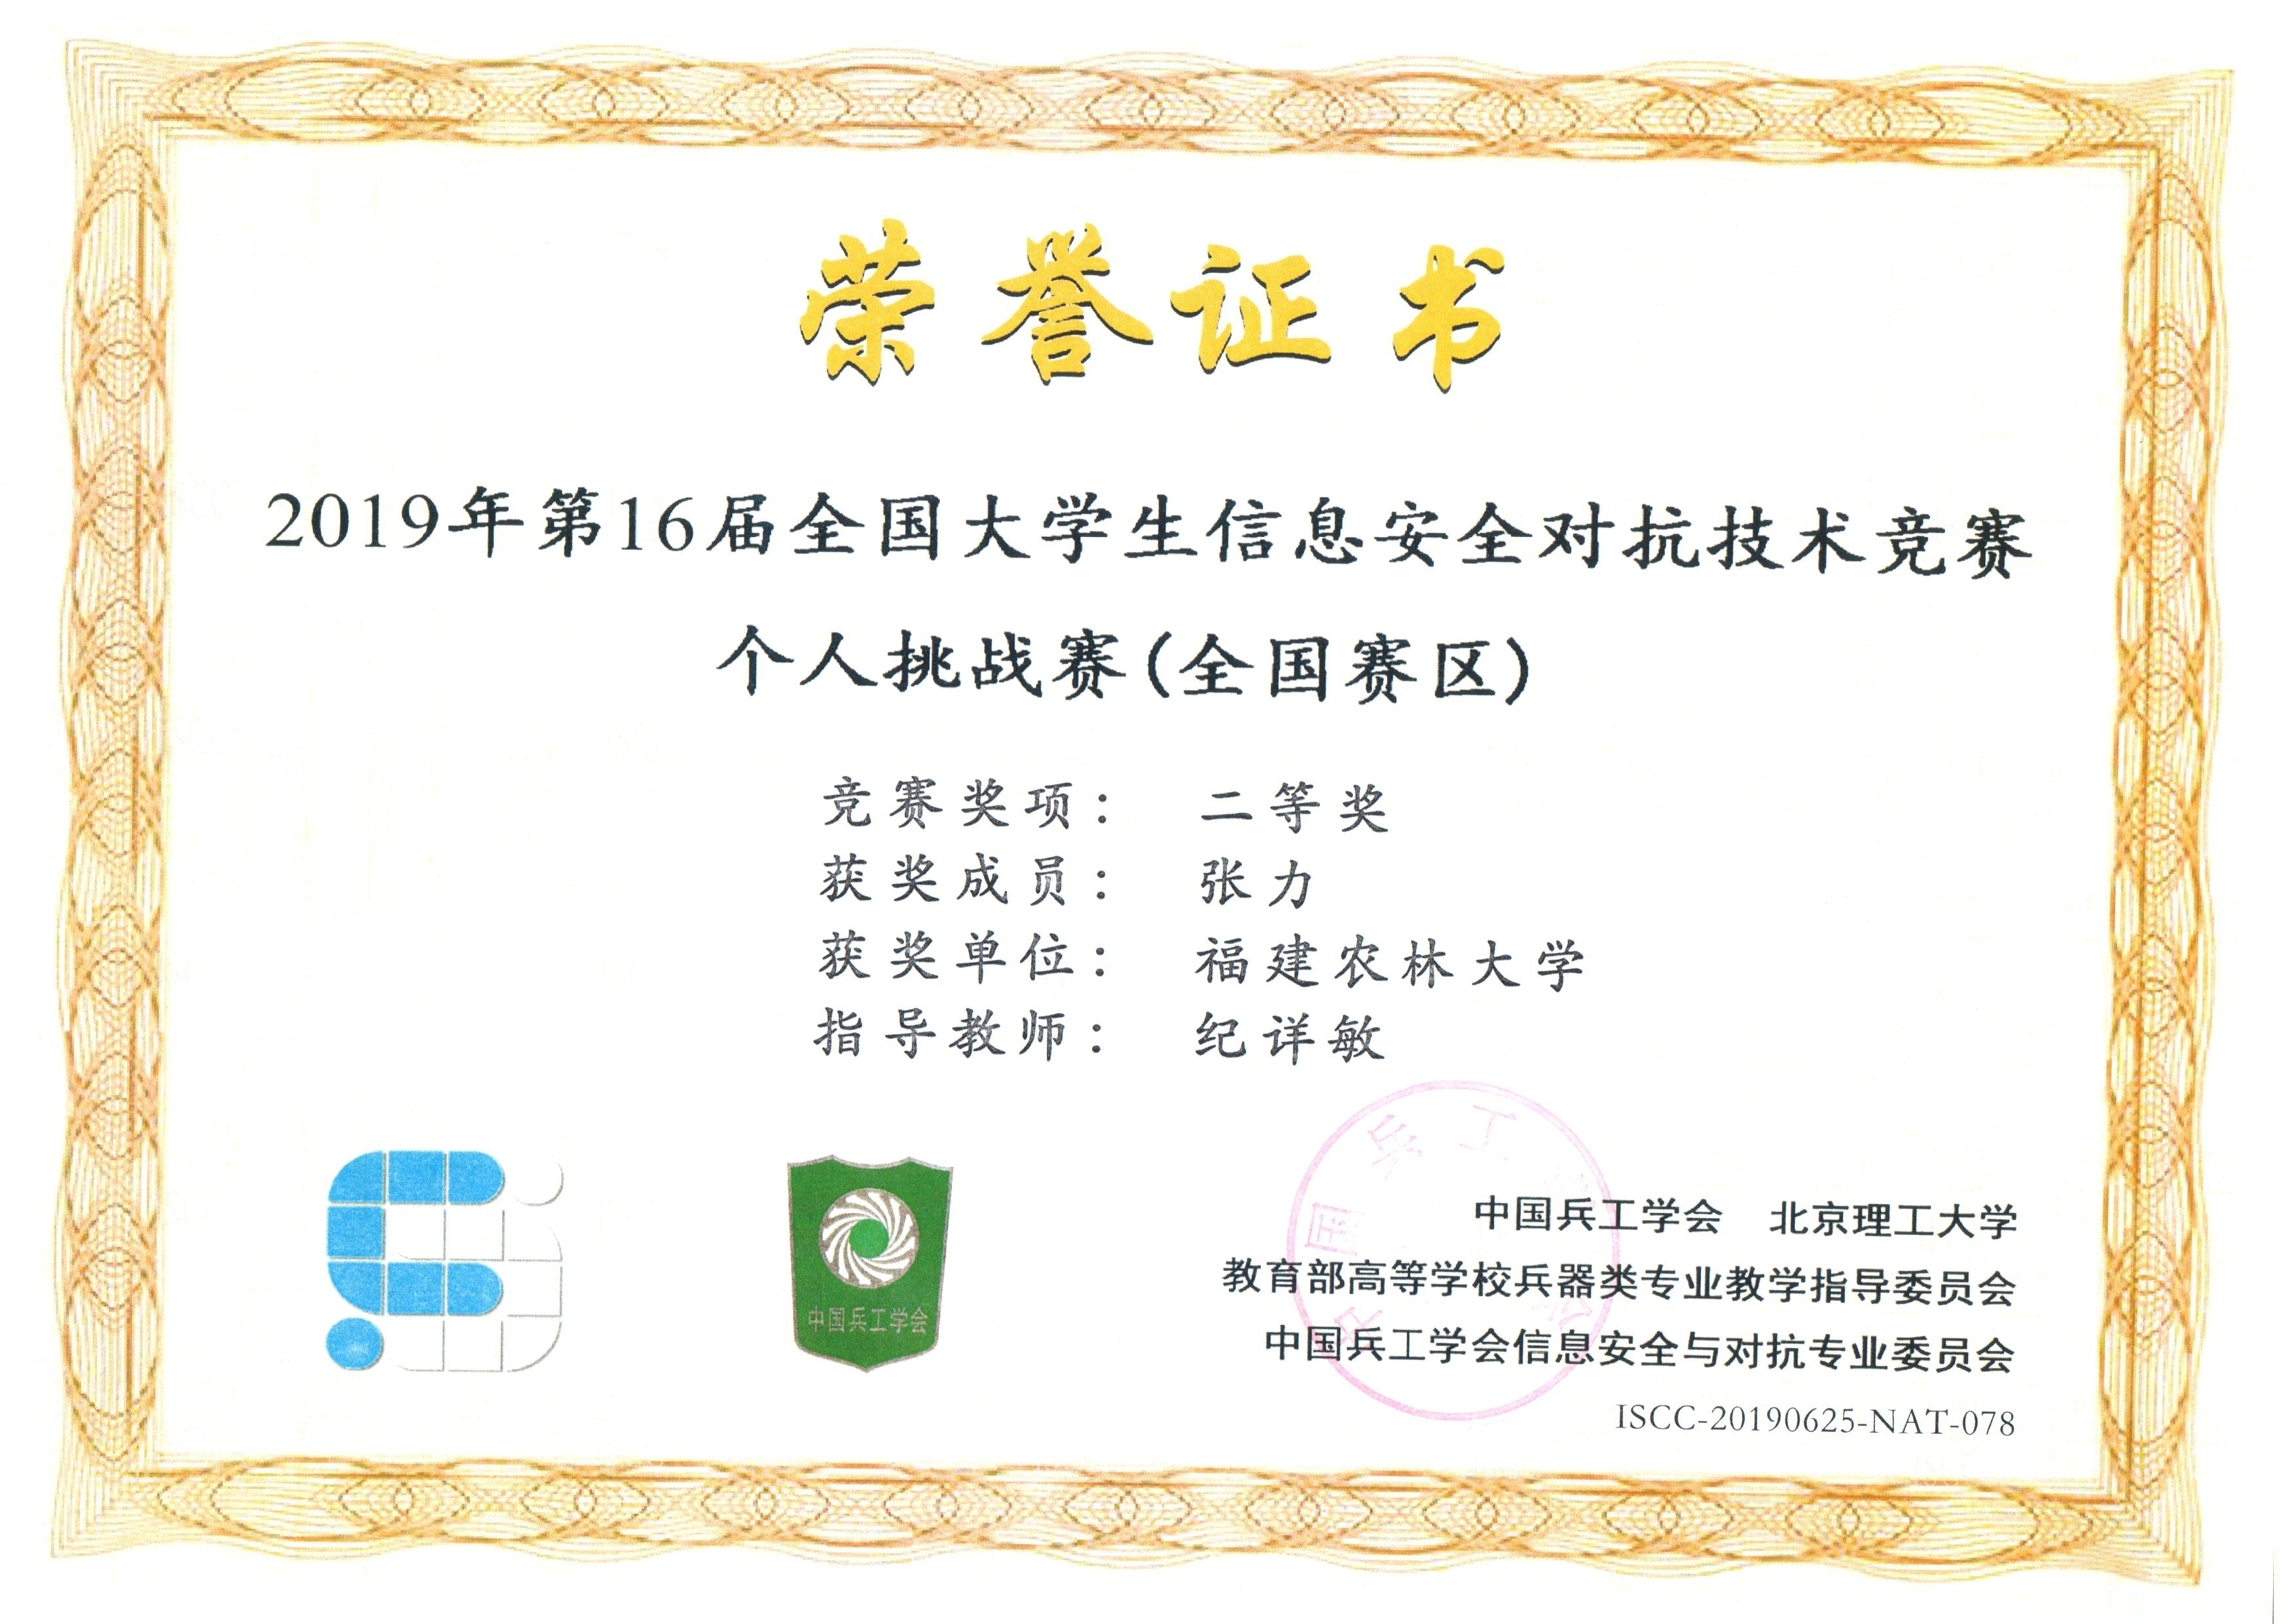 荣誉证书
2019年第16届全国大学生信息安全对抗技术竞赛
个人挑战赛(全国赛区)
竞赛奖项： 二等奖
获奖成员： 张力
获奖单位： 福建农林大学
指导教师： 纪详敏
中国兵工学会
中国兵工学会 北京理工大学
教育部高等学校兵器类专业教学指导委员会
中国兵工学会信息安全与对抗专业委员会
ISCC-20190625-NAT-078
中国兵工学会